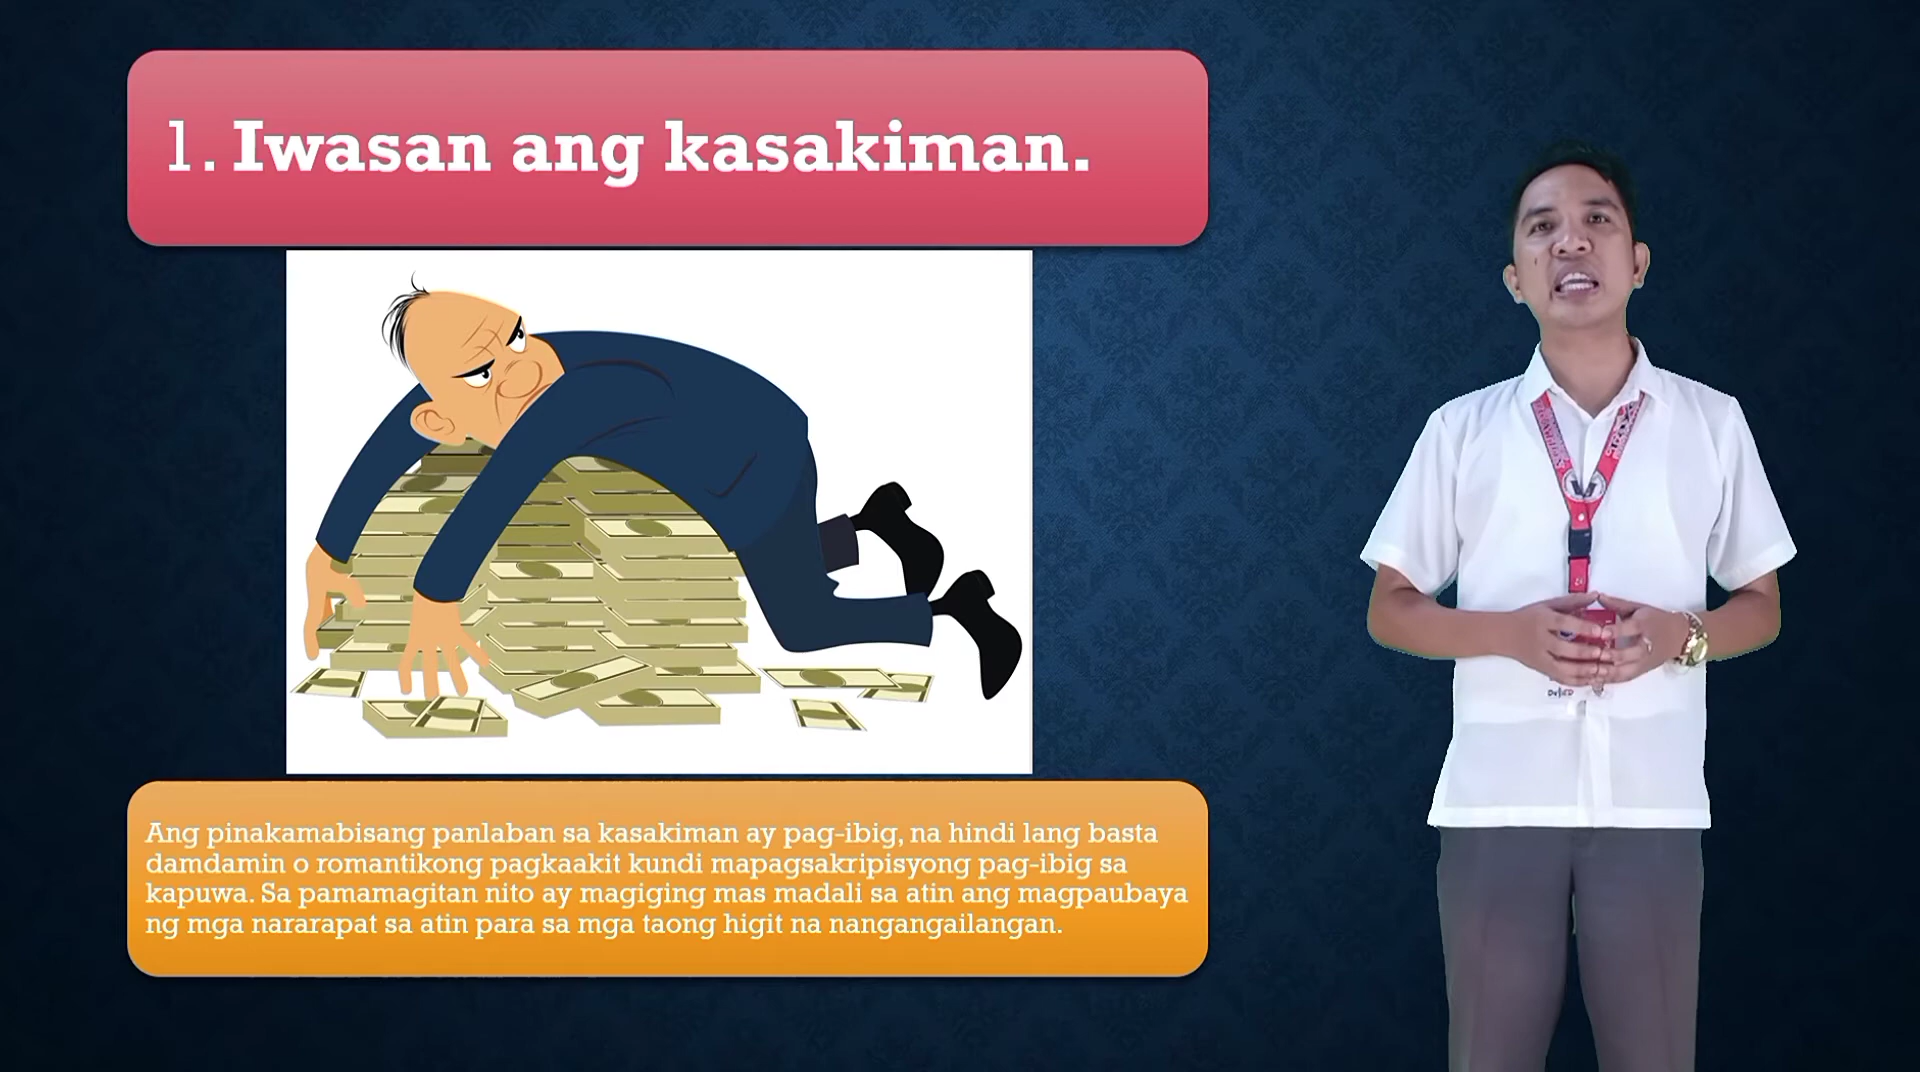 1. Iwasan ang kasakiman.
Ang pinakamabisang panlaban sa kasakiman ay pag-ibig, na hindi lang basta
damdamin o romantikong pagkaakit kundi mapagsakripisyong pag-ibig sa
kapuwa. Sa pamamagitan nito ay magiging mas madali sa atin ang magpaubaya
ng mga nararapat sa atin para sa mga taong higit na nangangailangan.
DepED